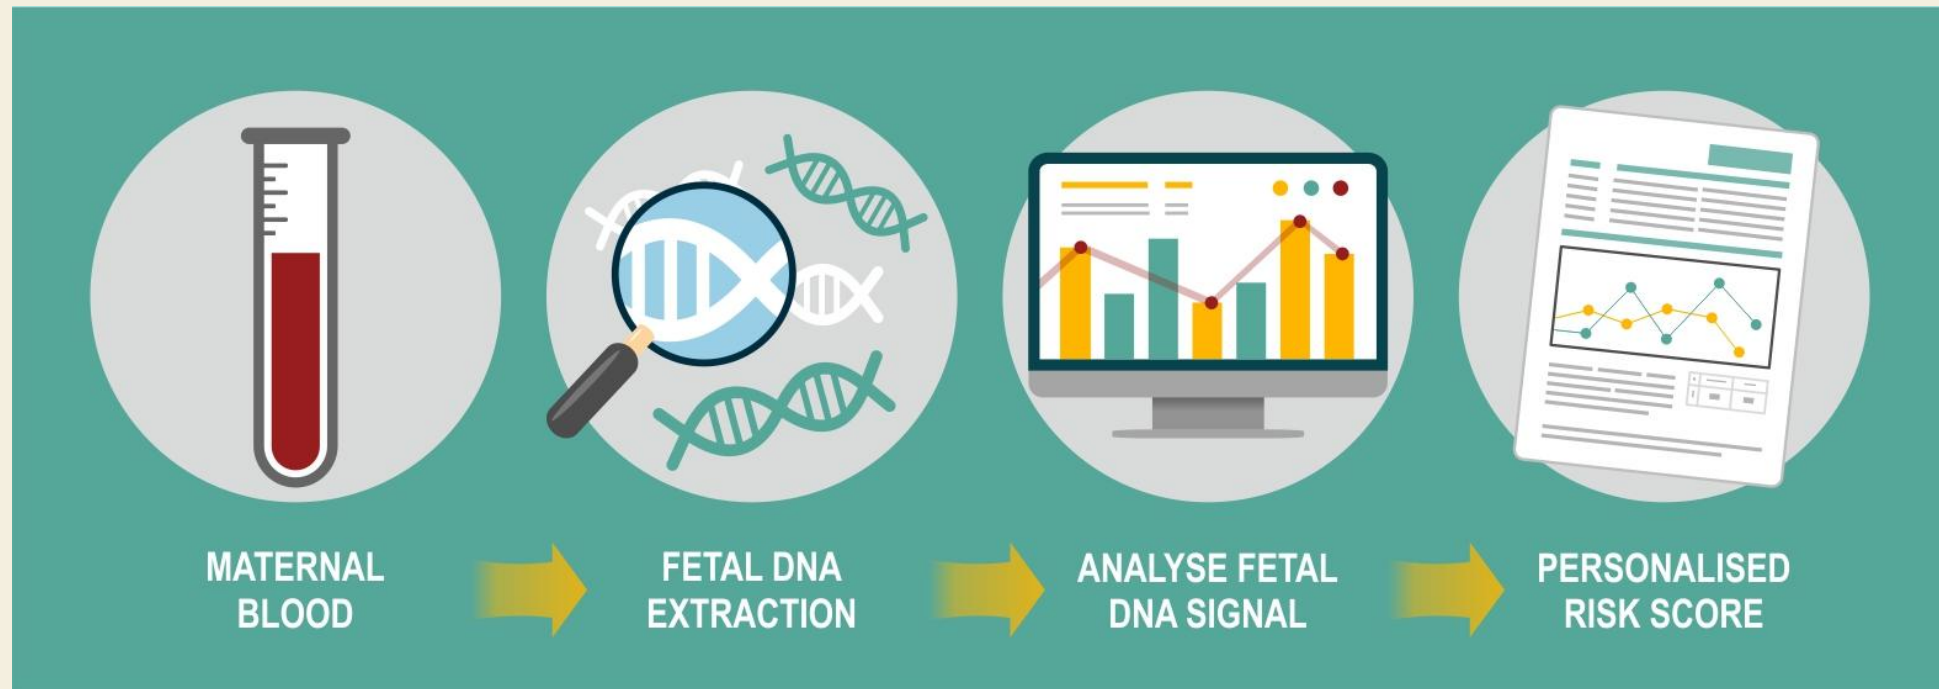 MATERNAL
BLOOD
FETAL DNA
EXTRACTION
ANALYSE FETAL
DNA SIGNAL
PERSONALISED
RISK SCORE